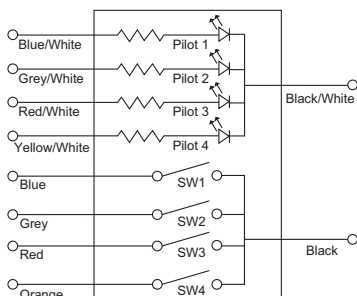 Blue/White
Pilot 1
Grey/White
Pilot 2
Black/White
Red/White
Pilot 3
Yellow/White
Pilot 4
Blue
SW1
Grey
SW2
Red
SW3
Black
Orange
SW4